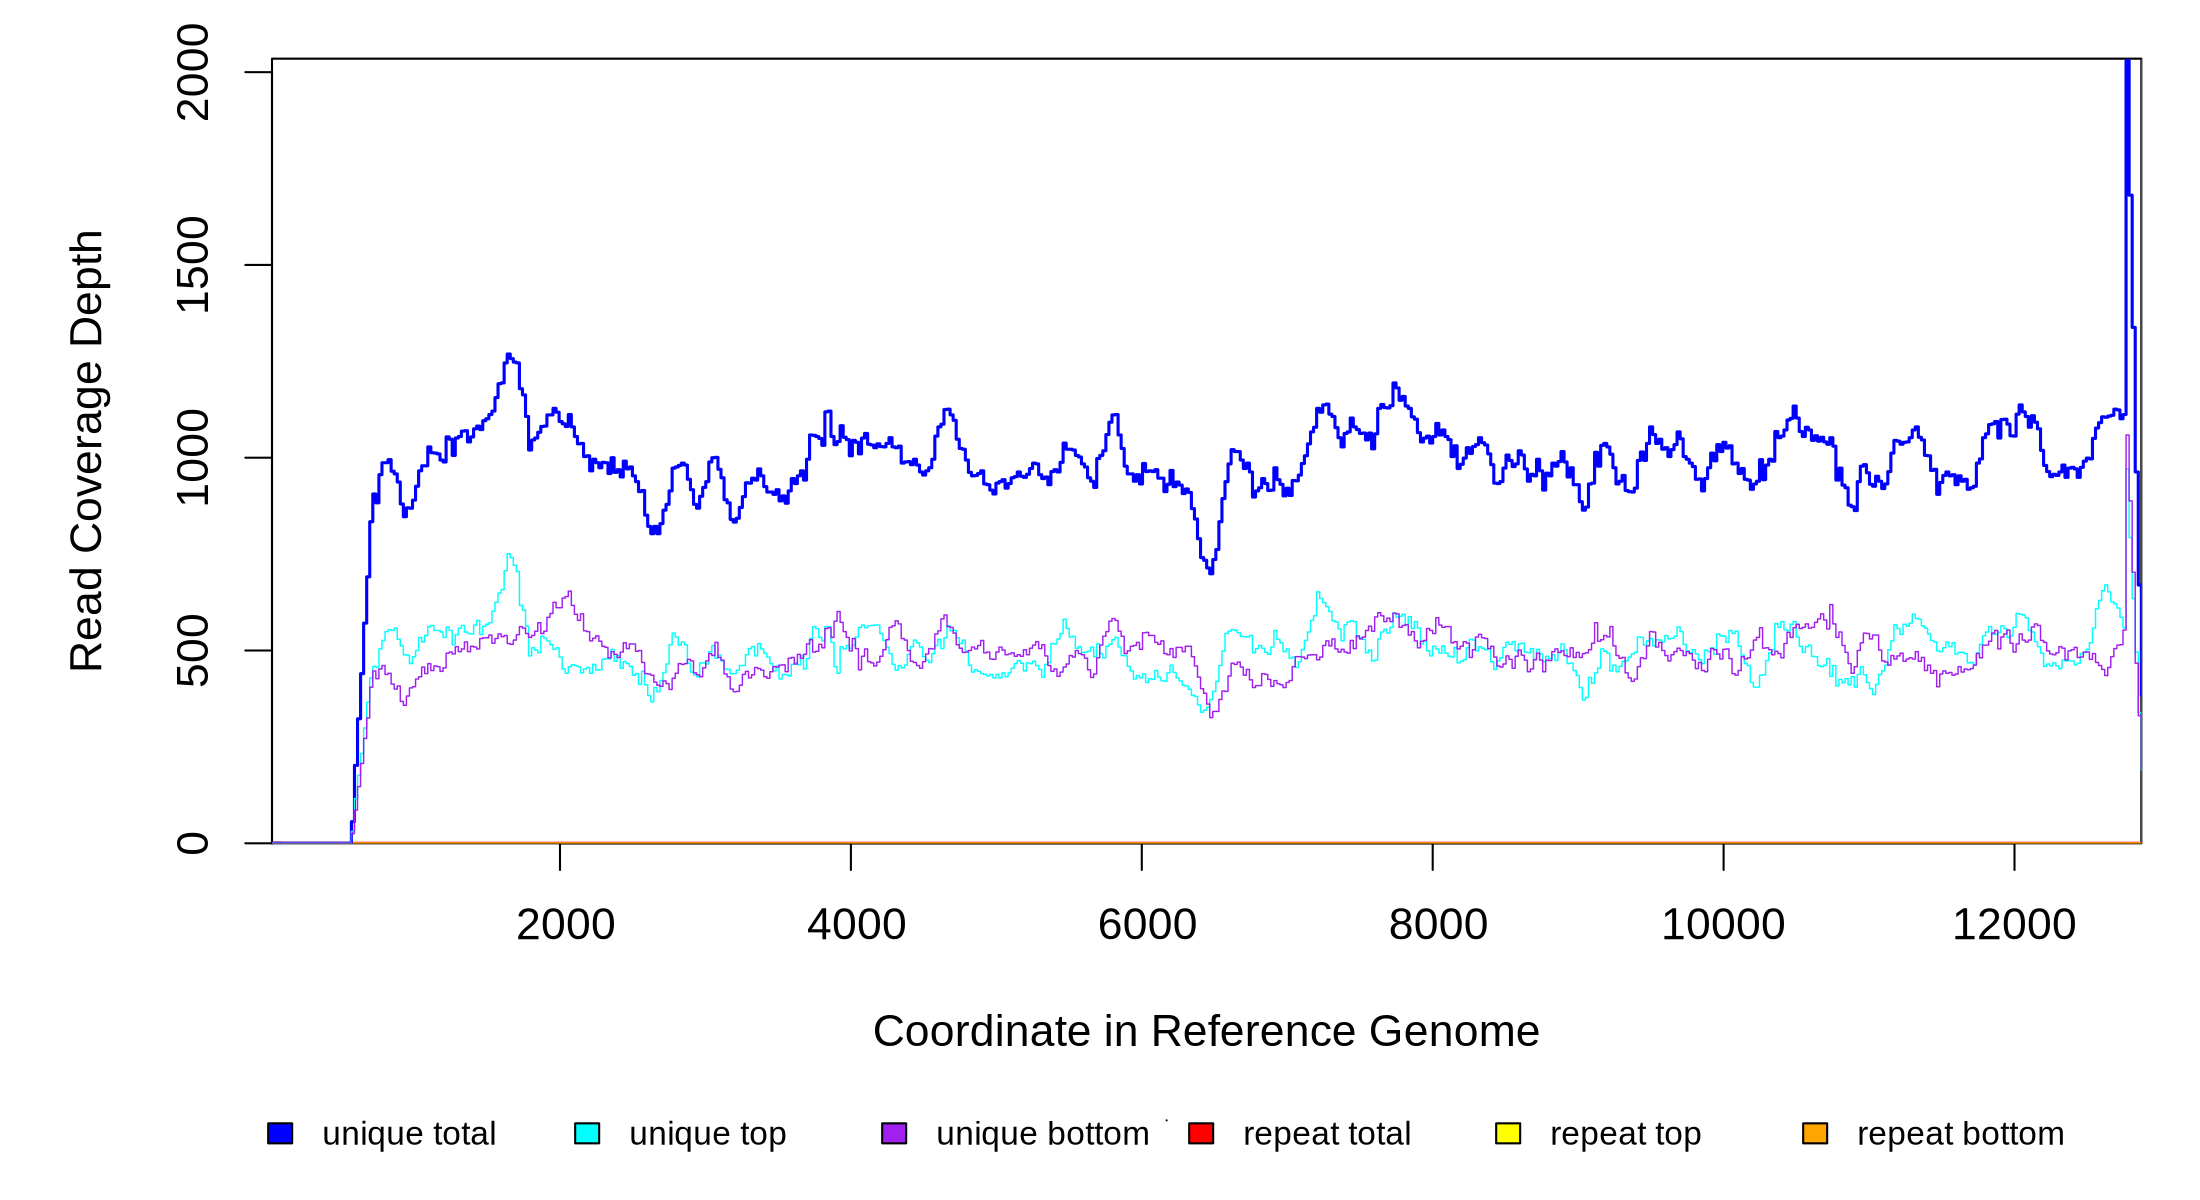 2000
1500
1000
500
0
Read Coverage Depth
2000 4000 6000 8000 10000 12000
Coordinate in Reference Genome
unique total unique top unique bottom repeat total repeat top repeat bottom